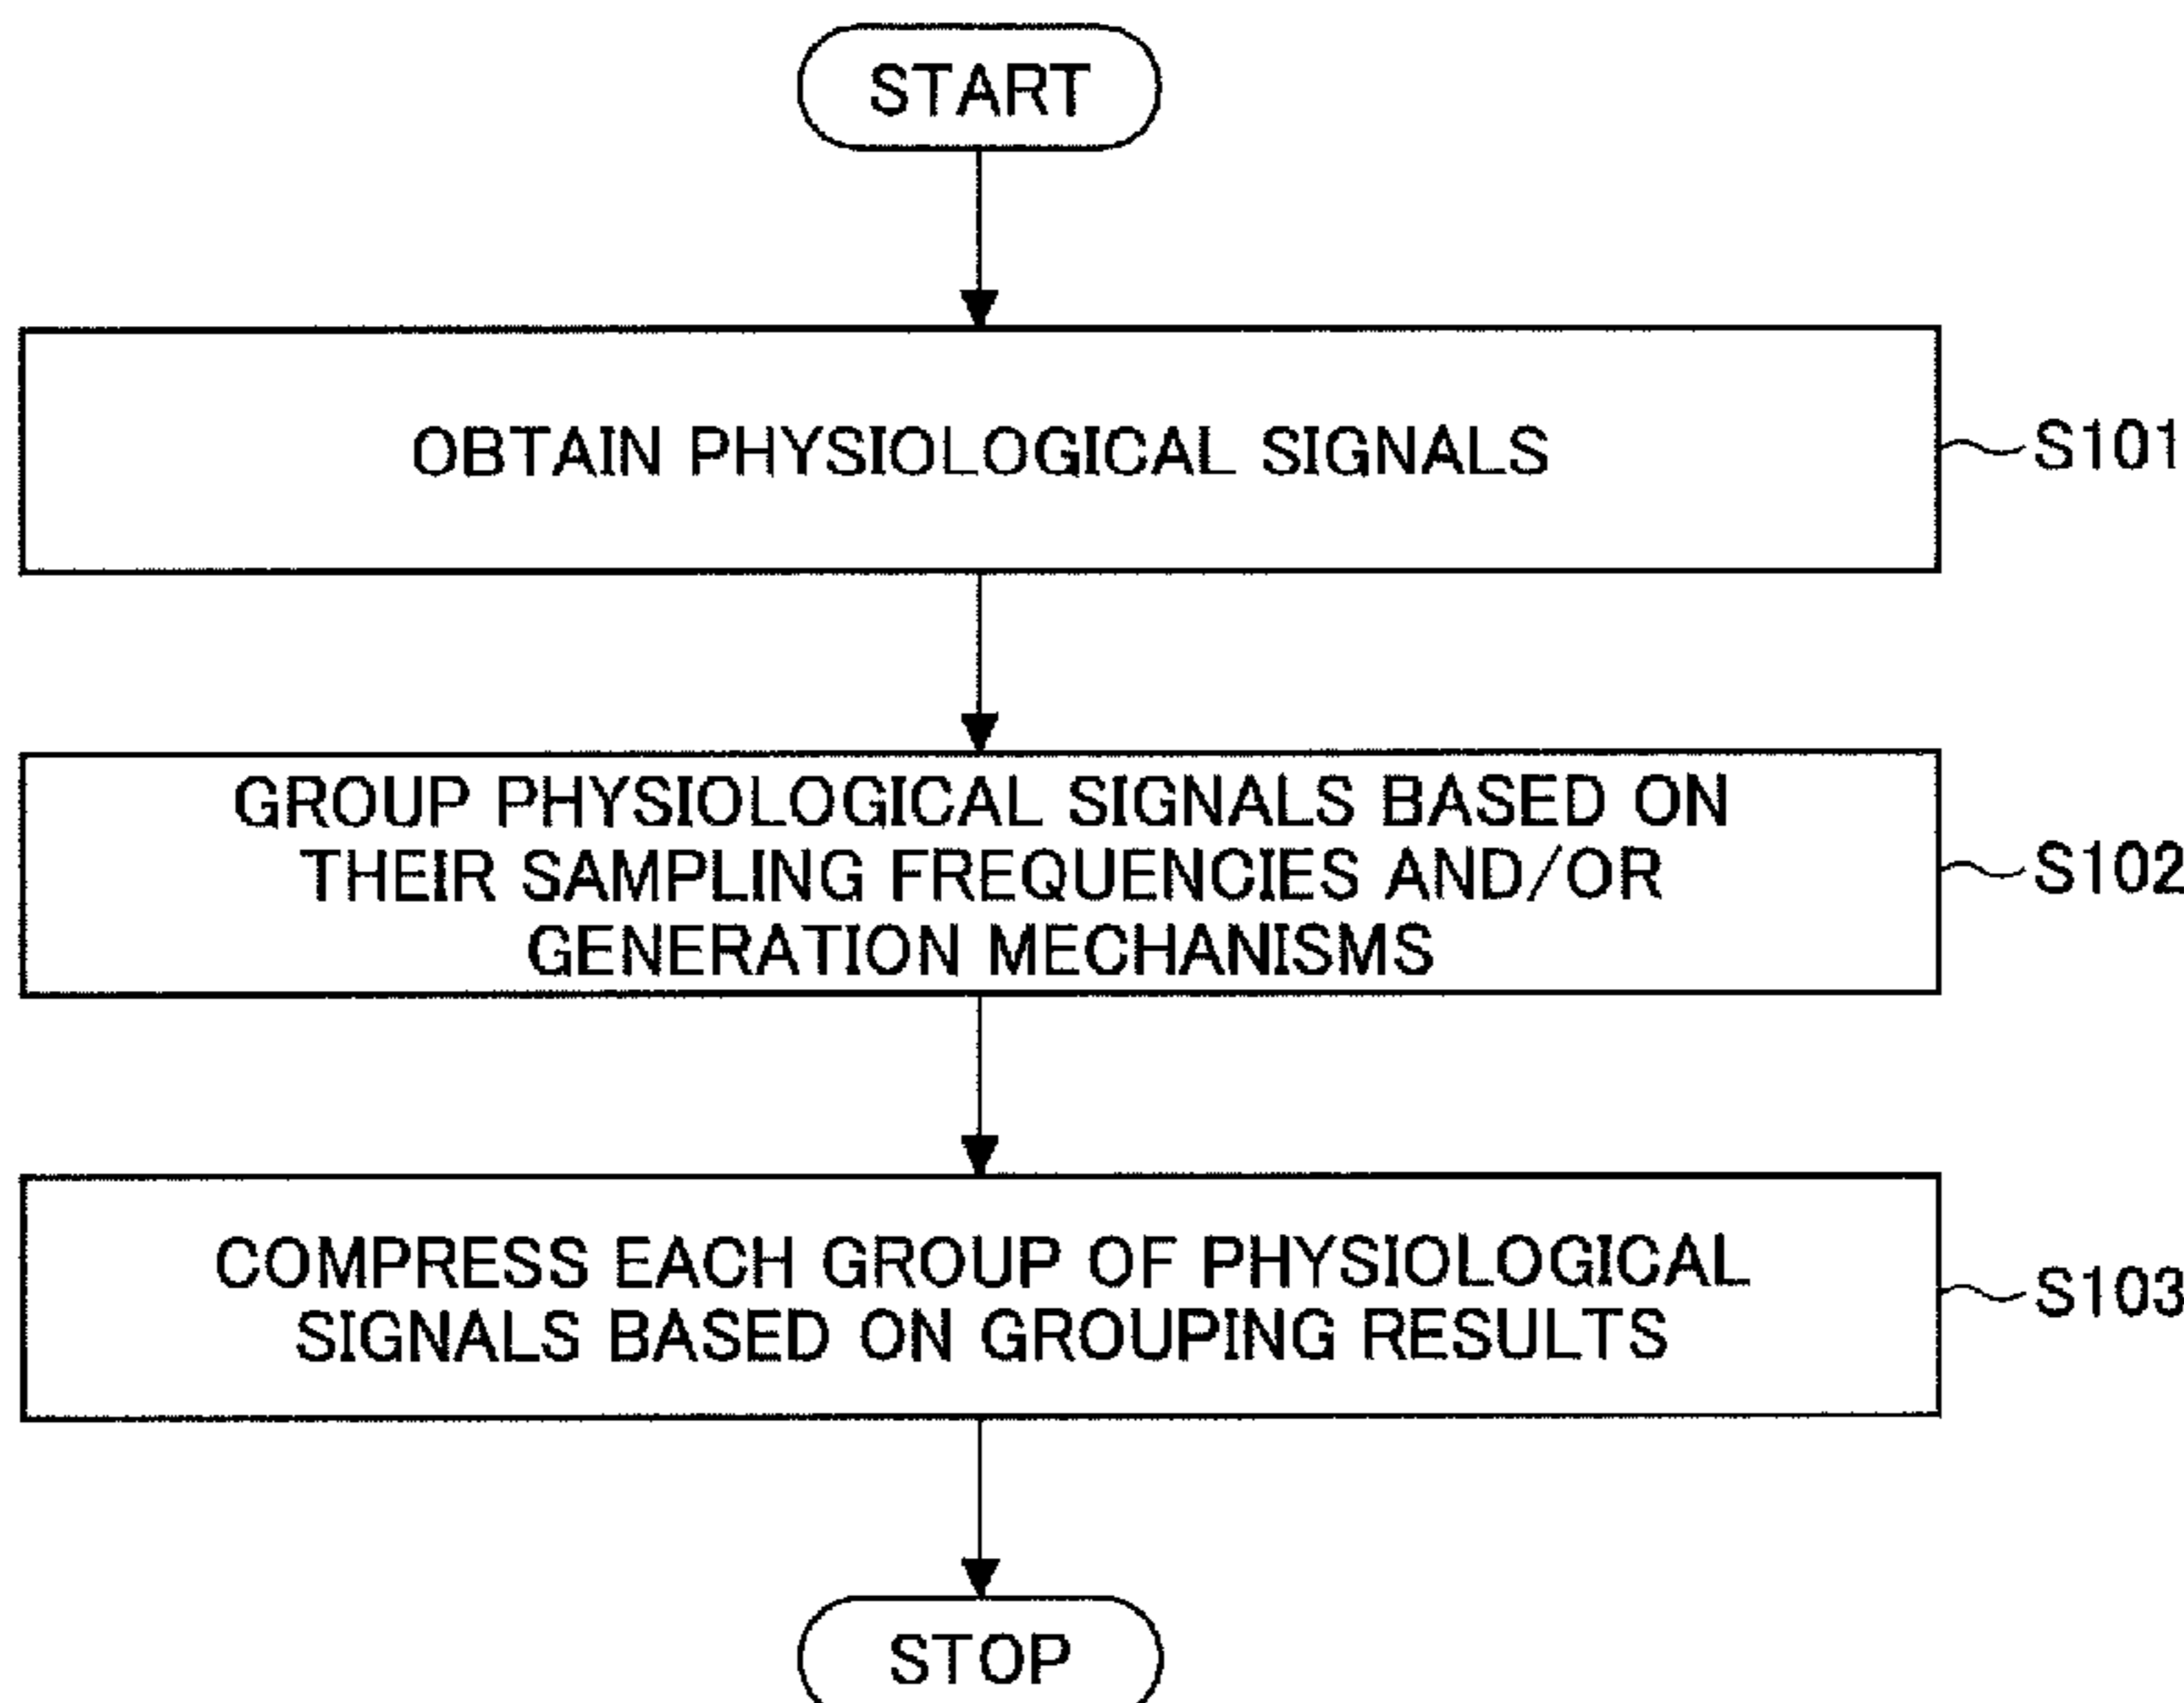 START
OBTAIN PHYSIOLOGICAL SIGNALS
S101
GROUP PHYSIOLOGICAL SIGNALS BASED ON
THEIR SAMPLING FREQUENCIES AND/OR
GENERATION MECHANISMS
S102
COMPRESS EACH GROUP OF PHYSIOLOGICAL
SIGNALS BASED ON GROUPING RESULTS
S103
STOP